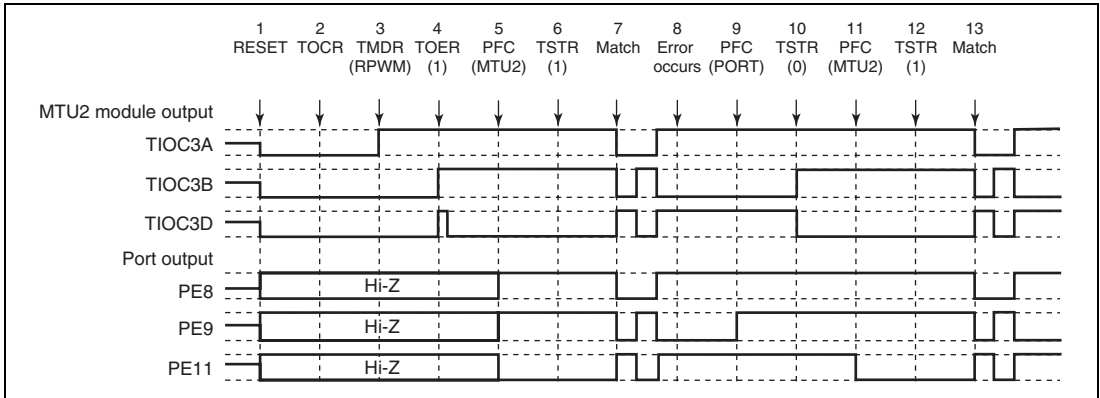 1 2 3 4 5 6 7 8 9 10 11 12 13
RESET TOCR TMDR TOER PFC TSTR Match Error PFC TSTR PFC TSTR Match
(RPWM) (1) (MTU2) (1) occurs (PORT) (0) (MTU2) (1)
MTU2 module output
TIOC3A
TIOC3B
TIOC3D
Port output
PE8 Hi-Z
PE9 Hi-Z
PE11 Hi-Z